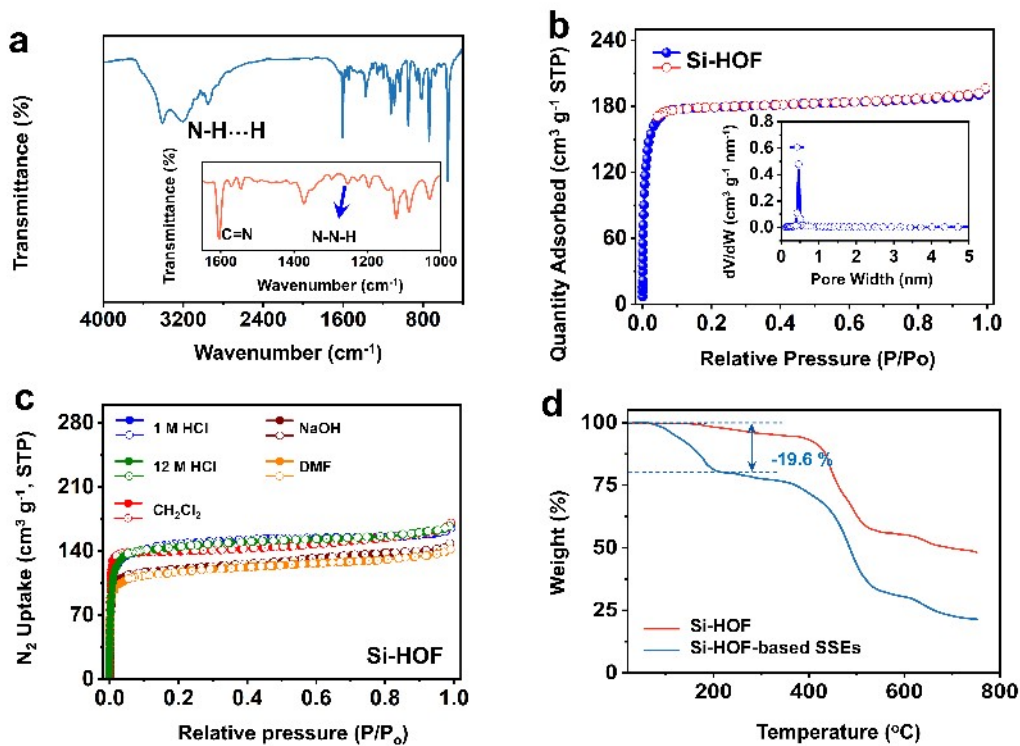 a
Transmittance (%)
N-H···H
Transmittance (%)
C=N
N-N-H
1600 1400 1200 1000
Wavenumber (cm⁻¹)
4000 3200 2400 1600 800
Wavenumber (cm⁻¹)
b
Quantity Adsorbed (cm³ g⁻¹ STP)
240
180
120
60
0
Si-HOF
dV/dW (cm³ g⁻¹ nm⁻¹)
0.8
0.6
0.4
0.2
0.0
0 1 2 3 4 5
Pore Width (nm)
0.0 0.2 0.4 0.6 0.8 1.0
Relative Pressure (P/Po)
c
N₂ Uptake (cm³ g⁻¹, STP)
280
210
140
70
0
1 M HCl
NaOH
12 M HCl
DMF
CH₂Cl₂
Si-HOF
0.0 0.2 0.4 0.6 0.8 1.0
Relative pressure (P/Pₒ)
d
Weight (%)
100
75
50
25
0
-19.6 %
Si-HOF
Si-HOF-based SSEs
200 400 600 800
Temperature (°C)